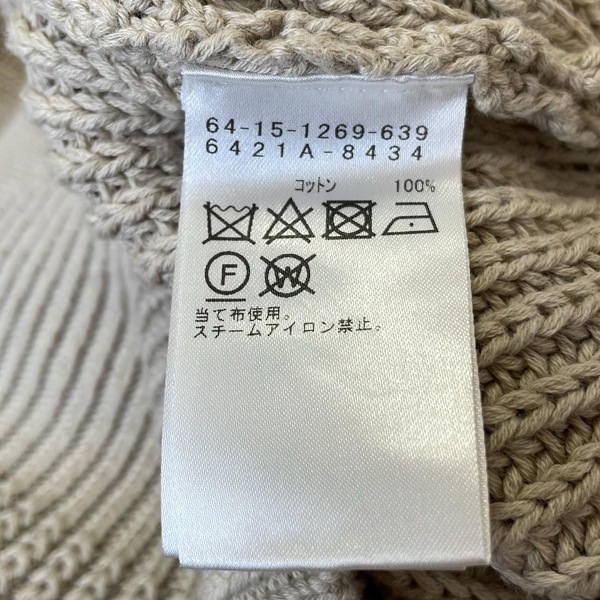 64-15-1269-639
6421A-8434
コットン 100%
F W
当て布使用。
スチームアイロン禁止。